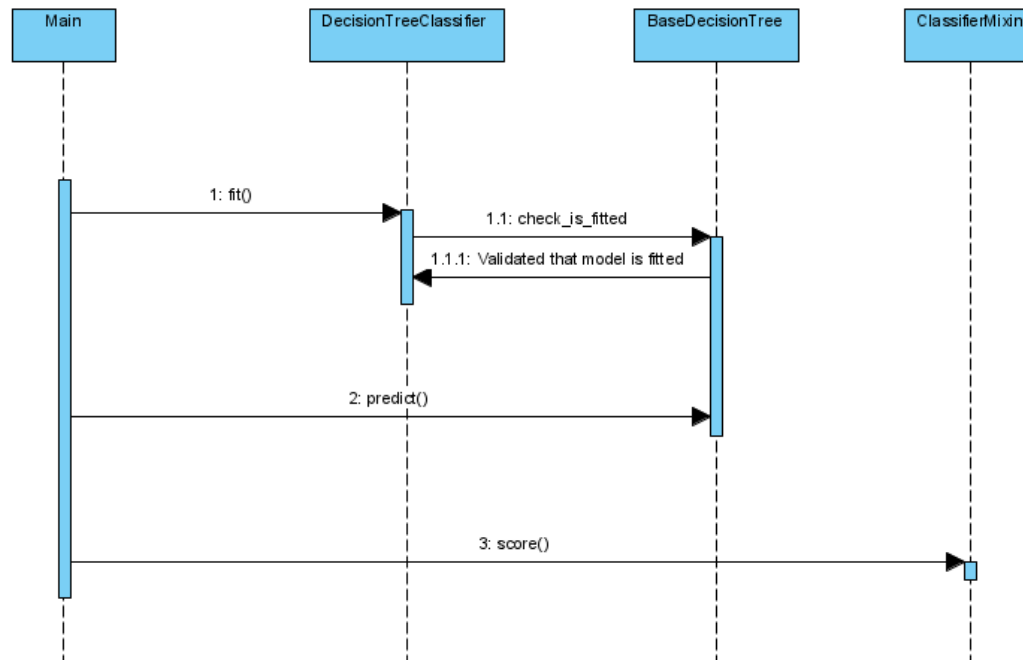 Main
DecisionTreeClassifier
BaseDecisionTree
ClassifierMixin
1: fit()
1.1: check_is_fitted
1.1.1: Validated that model is fitted
2: predict()
3: score()